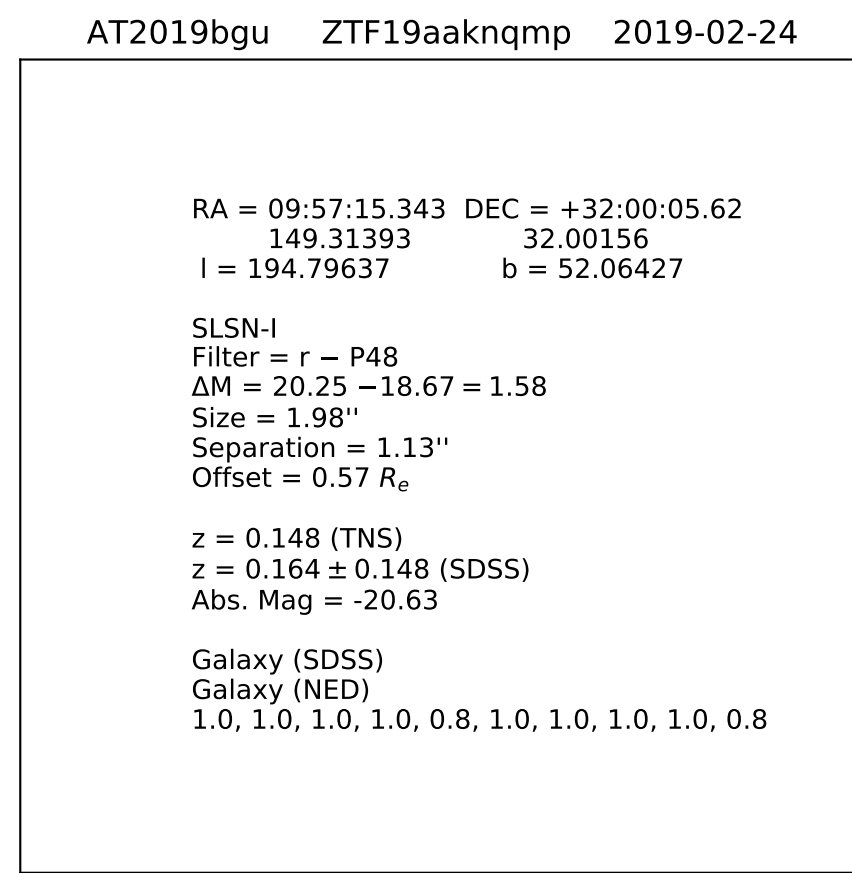 AT2019bgu ZTF19aaknqmp 2019-02-24
RA = 09:57:15.343 DEC = +32:00:05.62
149.31393 32.00156
l = 194.79637 b = 52.06427
SLSN-I
Filter = r − P48
ΔM = 20.25 −18.67 = 1.58
Size = 1.98''
Separation = 1.13''
Offset = 0.57 Rₑ
z = 0.148 (TNS)
z = 0.164 ± 0.148 (SDSS)
Abs. Mag = -20.63
Galaxy (SDSS)
Galaxy (NED)
1.0, 1.0, 1.0, 1.0, 0.8, 1.0, 1.0, 1.0, 1.0, 0.8